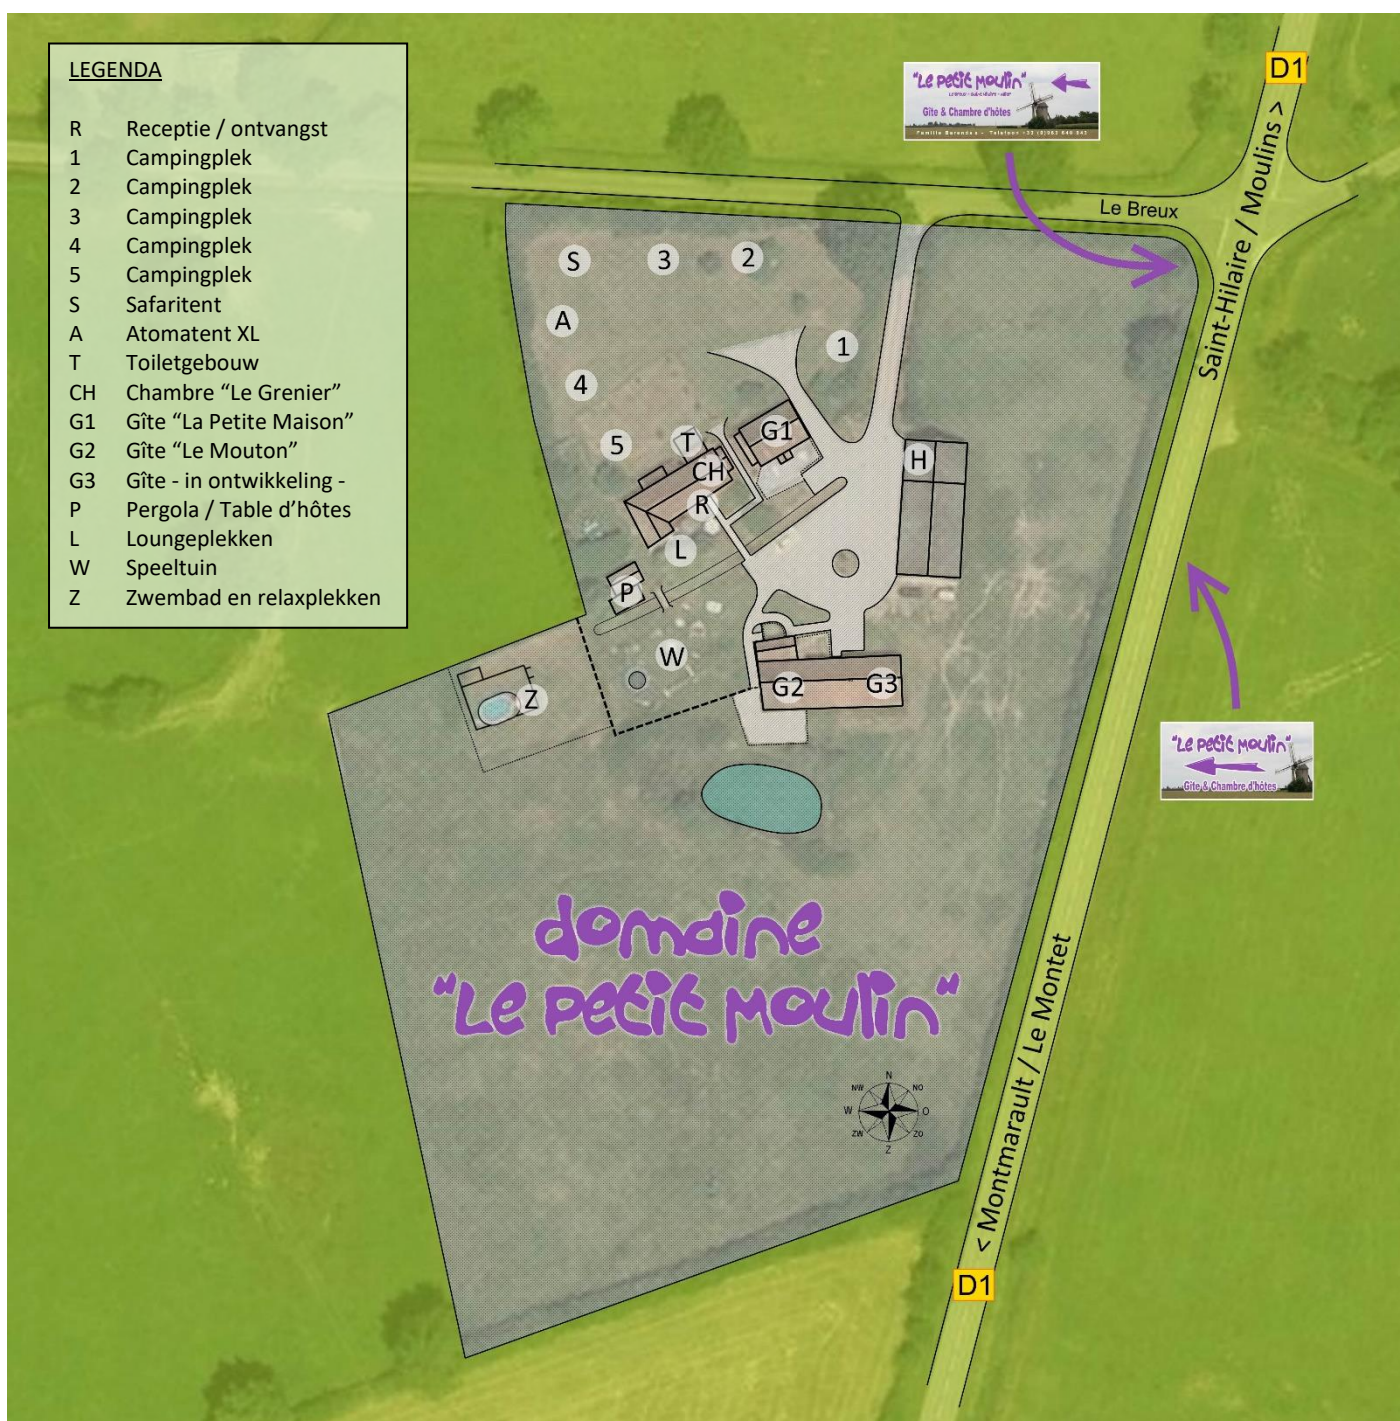 LEGENDA
R Receptie / ontvangst
1 Campingplek
2 Campingplek
3 Campingplek
4 Campingplek
5 Campingplek
S Safaritent
A Atomatent XL
T Toiletgebouw
CH Chambre “Le Grenier”
G1 Gîte “La Petite Maison”
G2 Gîte “Le Mouton”
G3 Gîte - in ontwikkeling -
P Pergola / Table d’hôtes
L Loungeplekken
W Speeltuin
Z Zwembad en relaxplekken
D1
"Le petit moulin"
Gîte & Chambre d'hôtes
Le Breux
Saint-Hilaire / Moulins >
S
3
2
A
1
4
5
T
G1
CH
H
R
L
P
W
Z
G2
G3
"Le petit moulin"
Gîte & Chambre d'hôtes
domaine
"Le petit moulin"
N
NW
NO
W
O
ZW
ZO
Z
< Montmarault / Le Montet
D1